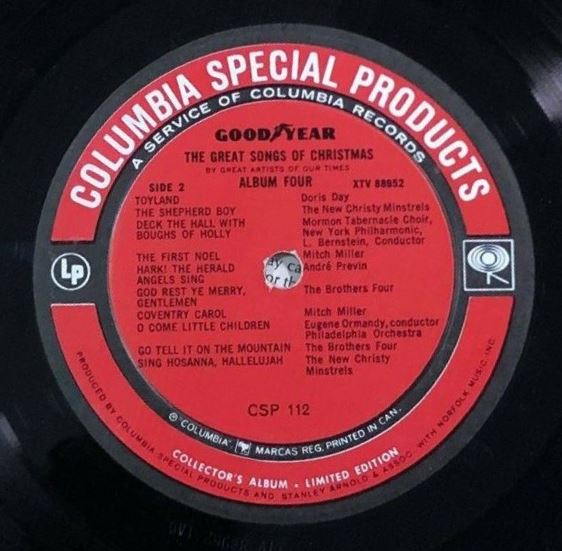 COLUMBIA SPECIAL PRODUCTS
A SERVICE OF COLUMBIA RECORDS
GOODYEAR
THE GREAT SONGS OF CHRISTMAS
BY GREAT ARTISTS OF OUR TIMES
SIDE 2 ALBUM FOUR XTV 88952
TOYLAND Doris Day
THE SHEPHERD BOY The New Christy Minstrels
DECK THE HALL WITH Mormon Tabernacle Choir,
BOUGHS OF HOLLY New York Philharmonic,
L. Bernstein, Conductor
THE FIRST NOEL Mitch Miller
HARK! THE HERALD André Previn
ANGELS SING
GOD REST YE MERRY, The Brothers Four
GENTLEMEN
COVENTRY CAROL Mitch Miller
O COME LITTLE CHILDREN Eugene Ormandy, conductor
Philadelphia Orchestra
GO TELL IT ON THE MOUNTAIN The Brothers Four
SING HOSANNA, HALLELUJAH The New Christy
Minstrels
Lp
CSP 112
® "COLUMBIA", MARCAS REG. PRINTED IN CAN.
COLLECTOR'S ALBUM - LIMITED EDITION
PRODUCED BY COLUMBIA SPECIAL PRODUCTS AND STANLEY ARNOLD & ASSOC. WITH NORFOLK MUSIC, INC.